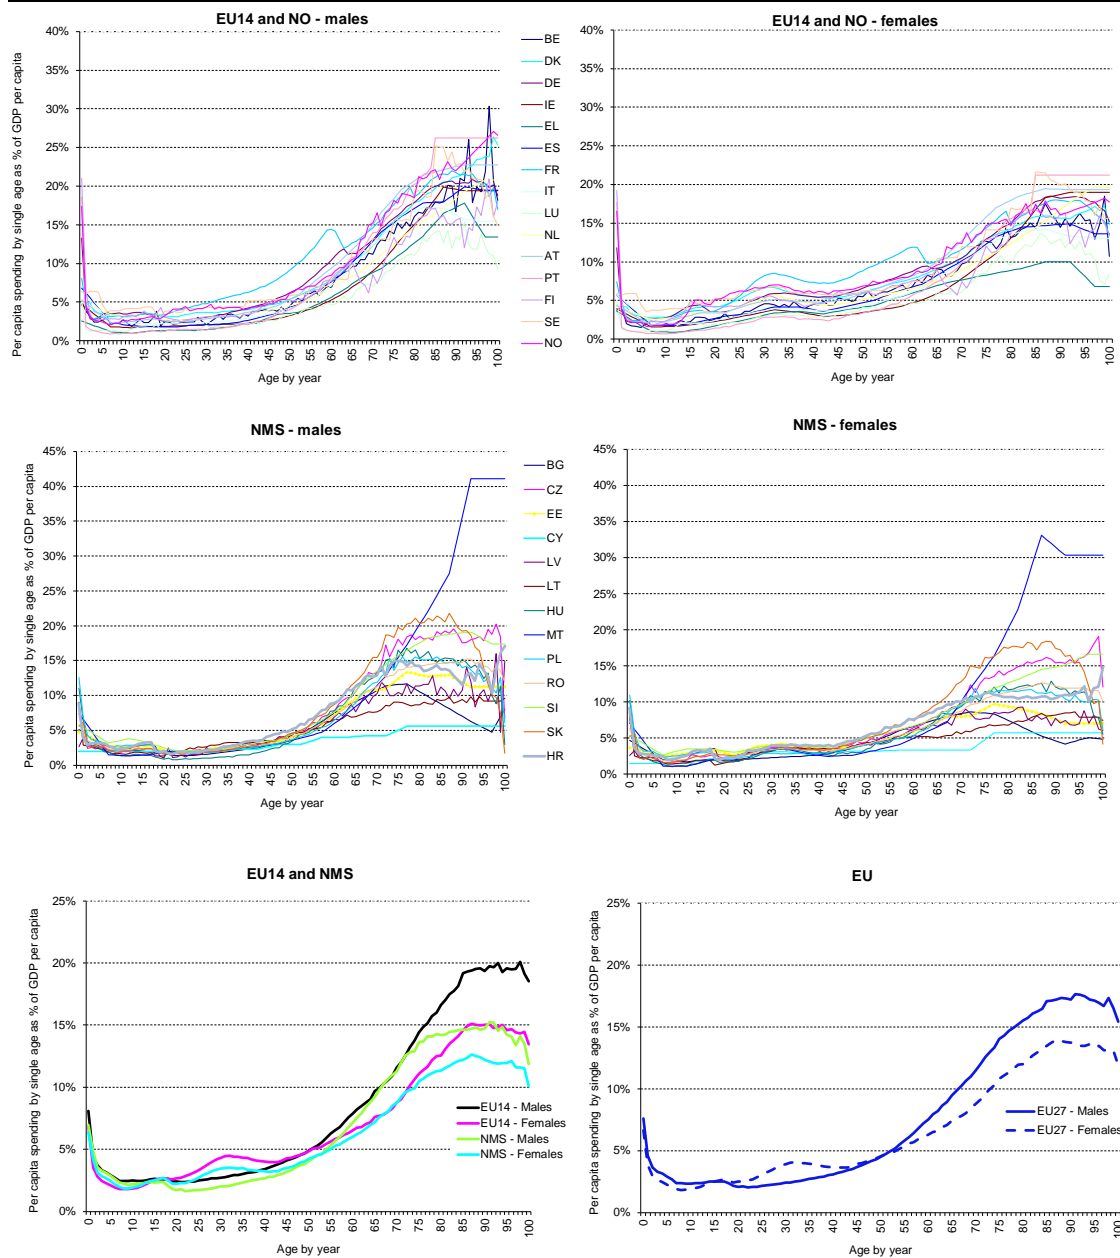 EU14 and NO - males
Per capita spending by single age as % of GDP per capita
40%
35%
30%
25%
20%
15%
10%
5%
0%
0 5 10 15 20 25 30 35 40 45 50 55 60 65 70 75 80 85 90 95 100
Age by year
BE
DK
DE
IE
EL
ES
FR
IT
LU
NL
AT
PT
FI
SE
NO
EU14 and NO - females
40%
35%
30%
25%
20%
15%
10%
5%
0%
0 5 10 15 20 25 30 35 40 45 50 55 60 65 70 75 80 85 90 95 100
Age by year
NMS - males
Per capita spending by single age as % of GDP per capita
45%
40%
35%
30%
25%
20%
15%
10%
5%
0%
0 5 10 15 20 25 30 35 40 45 50 55 60 65 70 75 80 85 90 95 100
Age by year
BG
CZ
EE
CY
LV
LT
HU
MT
PL
RO
SI
SK
HR
NMS - females
45%
40%
35%
30%
25%
20%
15%
10%
5%
0%
0 5 10 15 20 25 30 35 40 45 50 55 60 65 70 75 80 85 90 95 100
Age by year
EU14 and NMS
Per capita spending by single age as % of GDP per capita
25%
20%
15%
10%
5%
0%
0 5 10 15 20 25 30 35 40 45 50 55 60 65 70 75 80 85 90 95 100
Age by year
EU14 - Males
EU14 - Females
NMS - Males
NMS - Females
EU
Per capita spending by single age as % of GDP per capita
25%
20%
15%
10%
5%
0%
0 5 10 15 20 25 30 35 40 45 50 55 60 65 70 75 80 85 90 95 100
Age by year
EU27 - Males
EU27 - Females